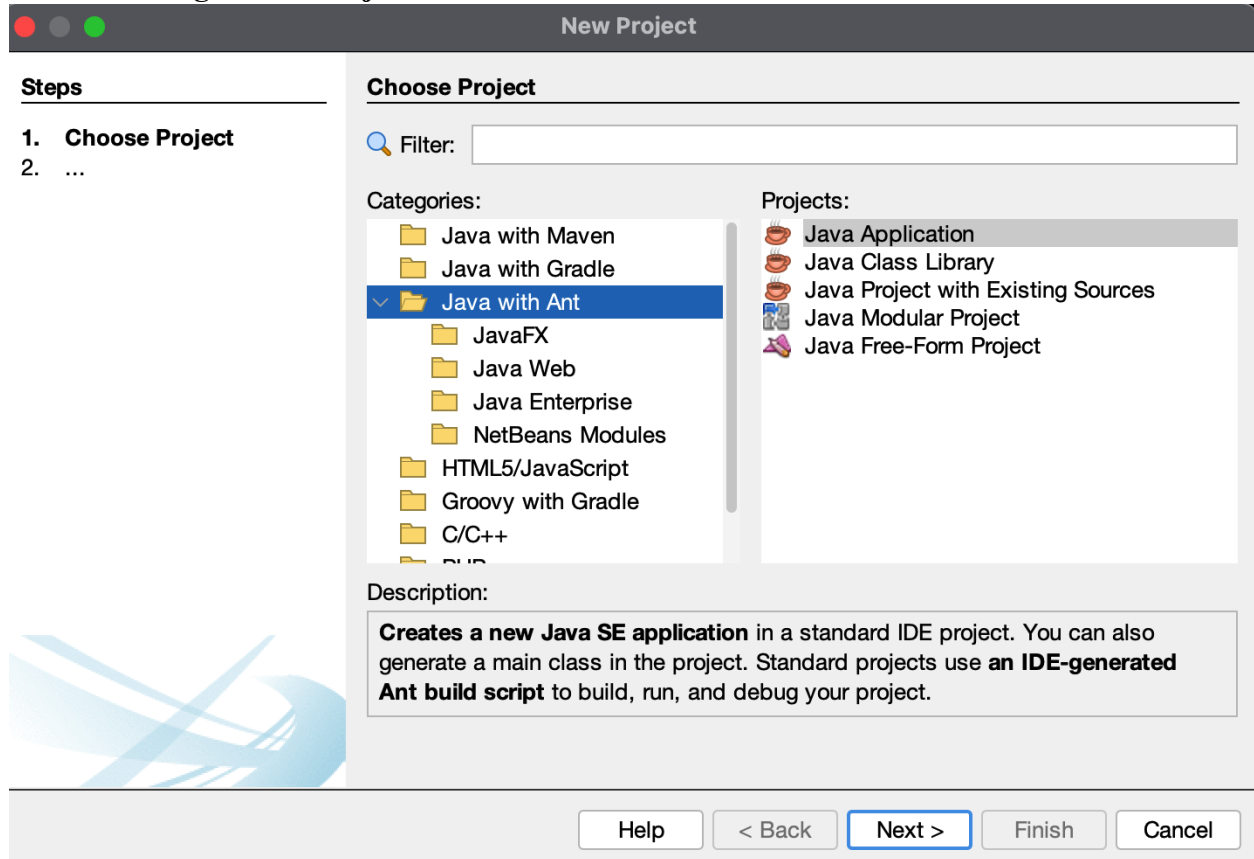 New Project
Steps
1. Choose Project
2. ...
Choose Project
Filter:
Categories:
Java with Maven
Java with Gradle
Java with Ant
JavaFX
Java Web
Java Enterprise
NetBeans Modules
HTML5/JavaScript
Groovy with Gradle
C/C++
Projects:
Java Application
Java Class Library
Java Project with Existing Sources
Java Modular Project
Java Free-Form Project
Description:
Creates a new Java SE application in a standard IDE project. You can also
generate a main class in the project. Standard projects use an IDE-generated
Ant build script to build, run, and debug your project.
Help
< Back
Next >
Finish
Cancel